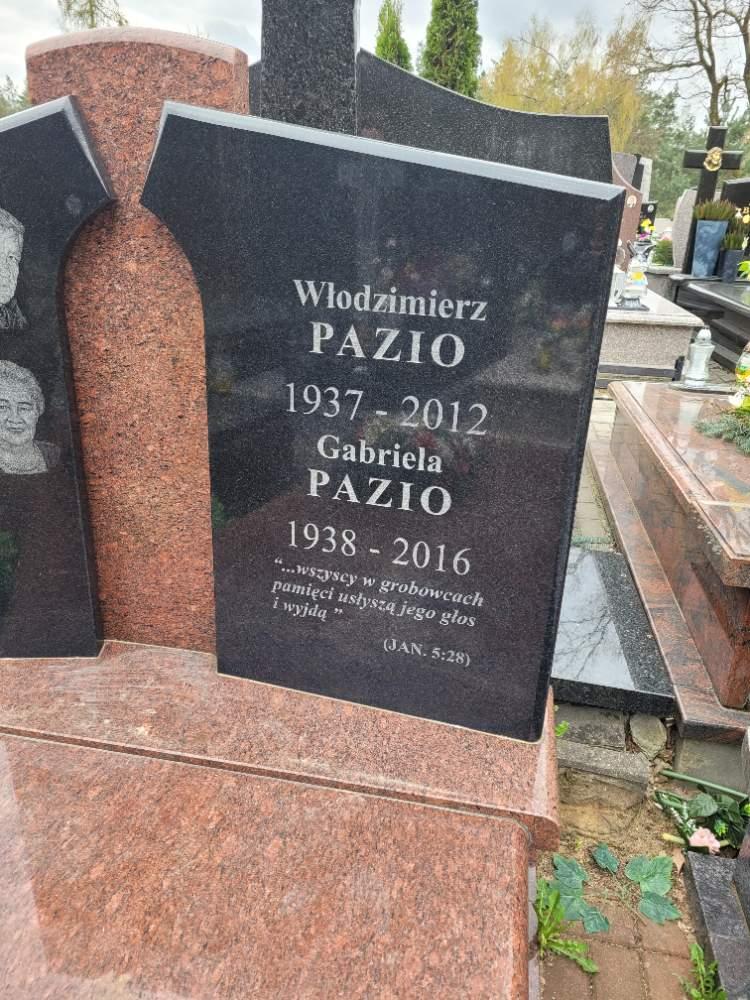 Włodzimierz
PAZIO
1937 - 2012
Gabriela
PAZIO
1938 - 2016
“...wszyscy w grobowcach
pamięci usłyszą jego głos
i wyjdą ”
(JAN. 5:28)